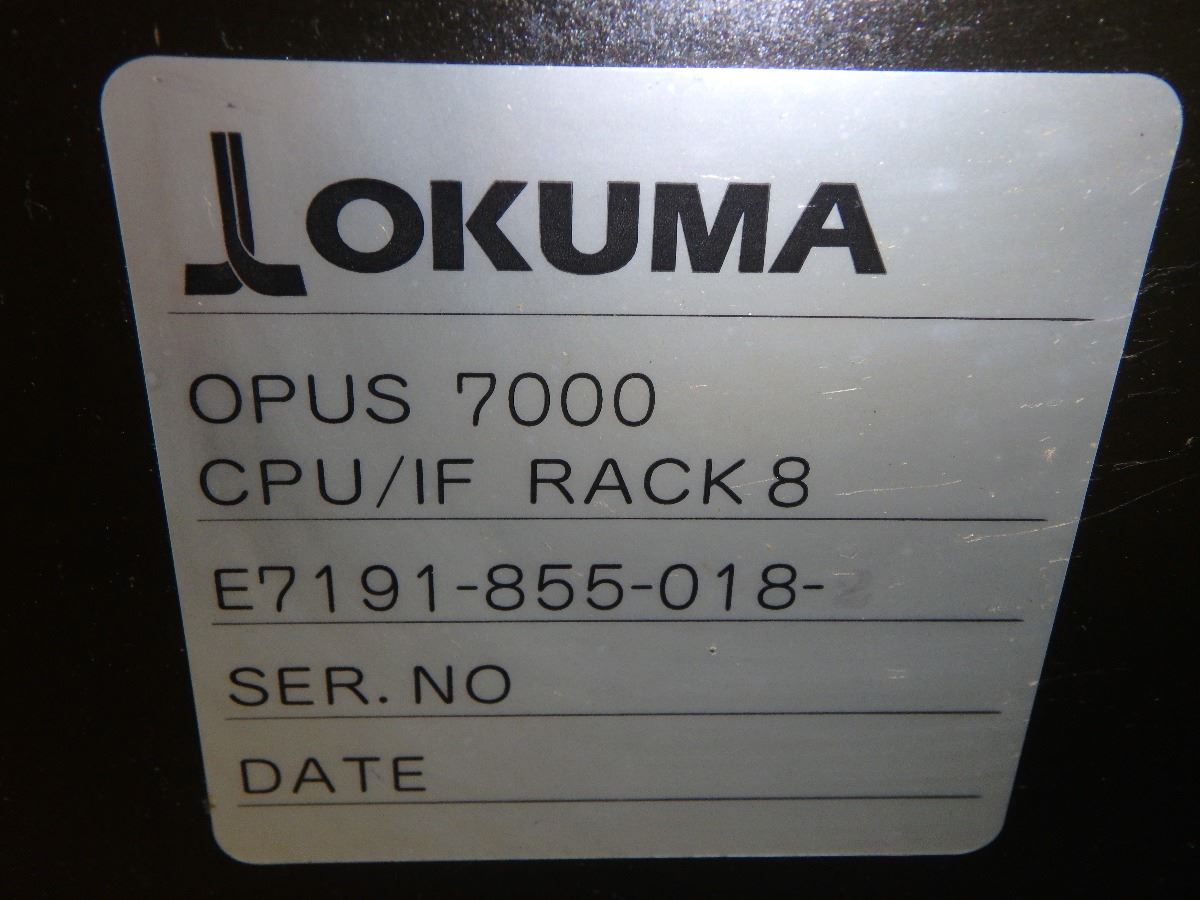 OKUMA
OPUS 7000
CPU/IF RACK 8
E7191-855-018-
SER. NO
DATE